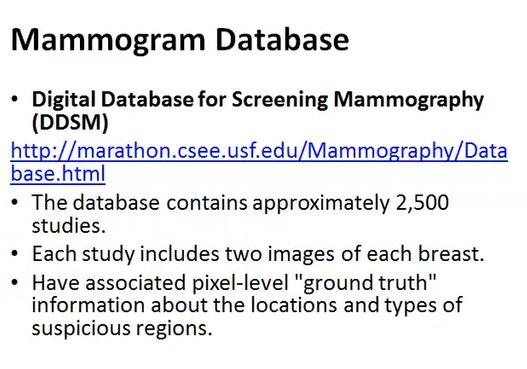 Mammogram Database
• Digital Database for Screening Mammography
(DDSM)
http://marathon.csee.usf.edu/Mammography/Data
base.html
• The database contains approximately 2,500
studies.
• Each study includes two images of each breast.
• Have associated pixel-level "ground truth"
information about the locations and types of
suspicious regions.